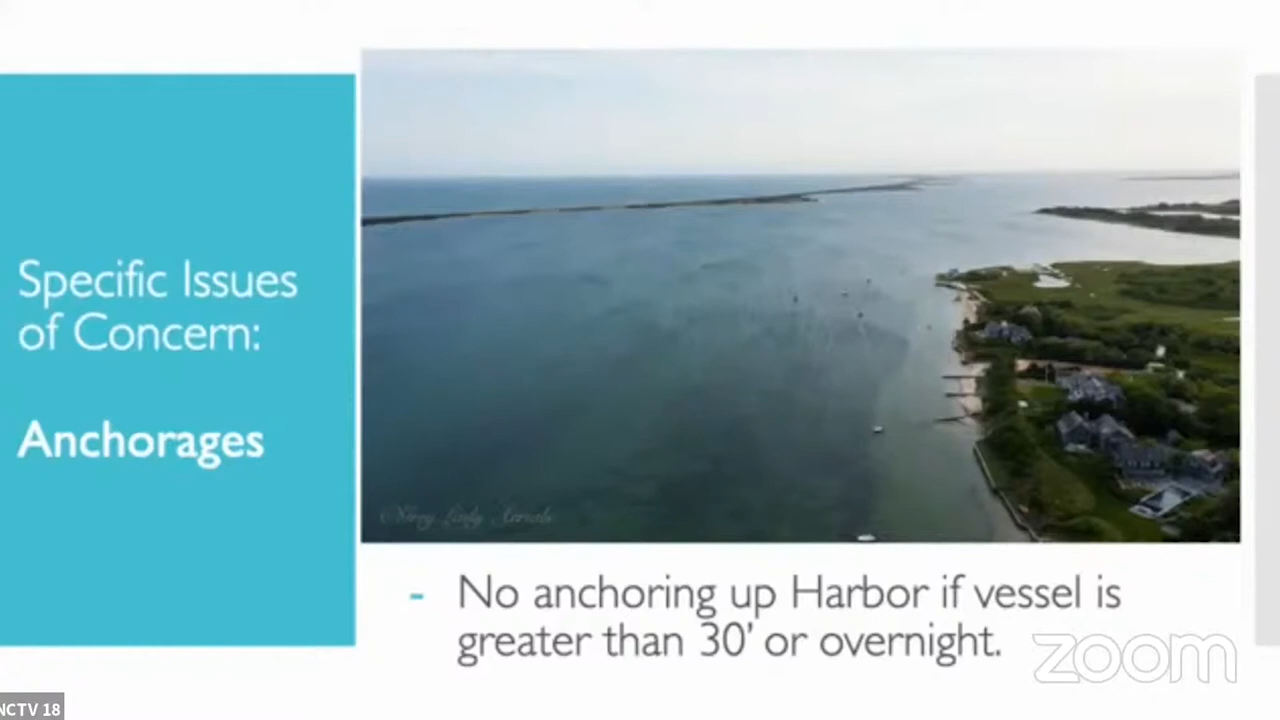 Specific Issues
of Concern:
Anchorages
- No anchoring up Harbor if vessel is
greater than 30' or overnight.
zoom
NCTV 18